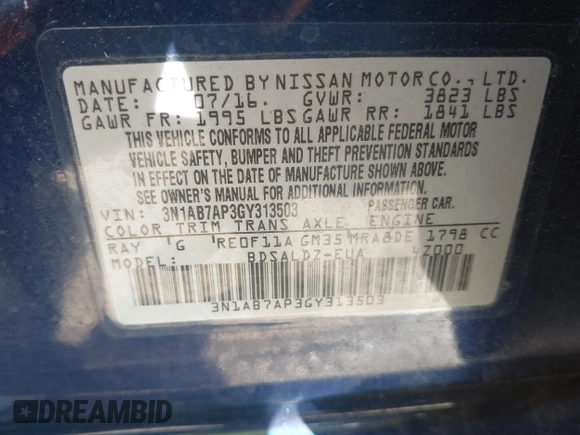 MANUFACTURED BY NISSAN MOTOR CO., LTD.
DATE: 07/16. GVWR: 3823 LBS
GAWR FR: 1995 LBS GAWR RR: 1841 LBS
THIS VEHICLE CONFORMS TO ALL APPLICABLE FEDERAL MOTOR
VEHICLE SAFETY, BUMPER AND THEFT PREVENTION STANDARDS
IN EFFECT ON THE DATE OF MANUFACTURE SHOWN ABOVE.
SEE OWNER'S MANUAL FOR ADDITIONAL INFORMATION.
VIN: 3N1AB7AP3GY313503 PASSENGER CAR.
COLOR TRIM TRANS AXLE ENGINE
RAY G RE0F11A GM35 MRA8DE 1798 CC
MODEL: BDSALD7-EUA 4Z000
3N1AB7AP3GY313503
DREAMBID